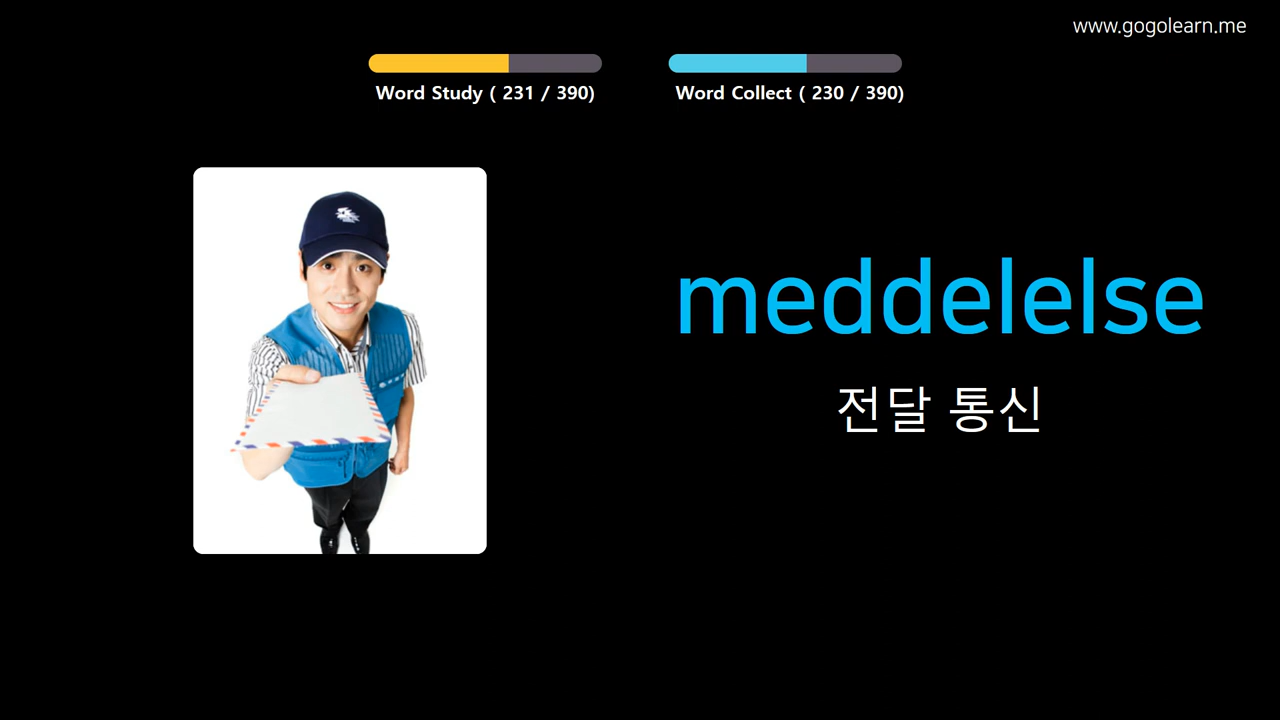 www.gogolearn.me
Word Study ( 231 / 390)
Word Collect ( 230 / 390)
meddelelse
전달 통신